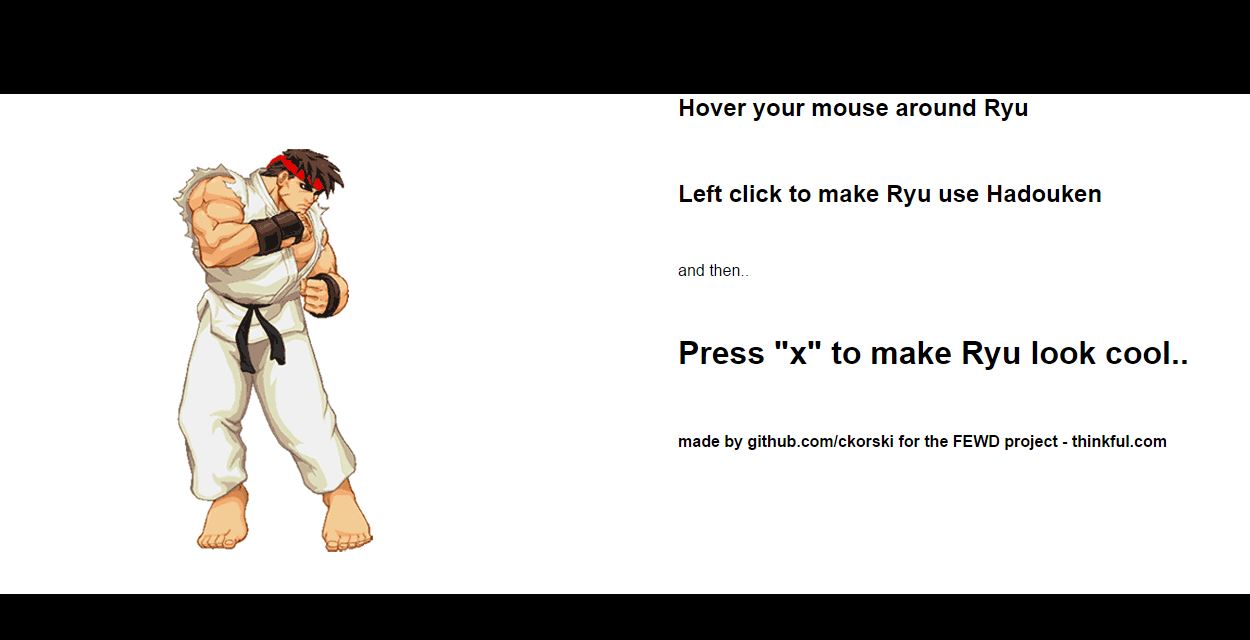 Hover your mouse around Ryu
Left click to make Ryu use Hadouken
and then..
Press "x" to make Ryu look cool..
made by github.com/ckorski for the FEWD project - thinkful.com